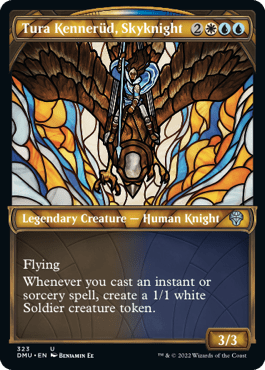 Tura Kennerüd, Skyknight 2
Legendary Creature — Human Knight
Flying
Whenever you cast an instant or
sorcery spell, create a 1/1 white
Soldier creature token.
3/3
323 U
DMU • EN Benjamin Ee
™ & © 2022 Wizards of the Coast